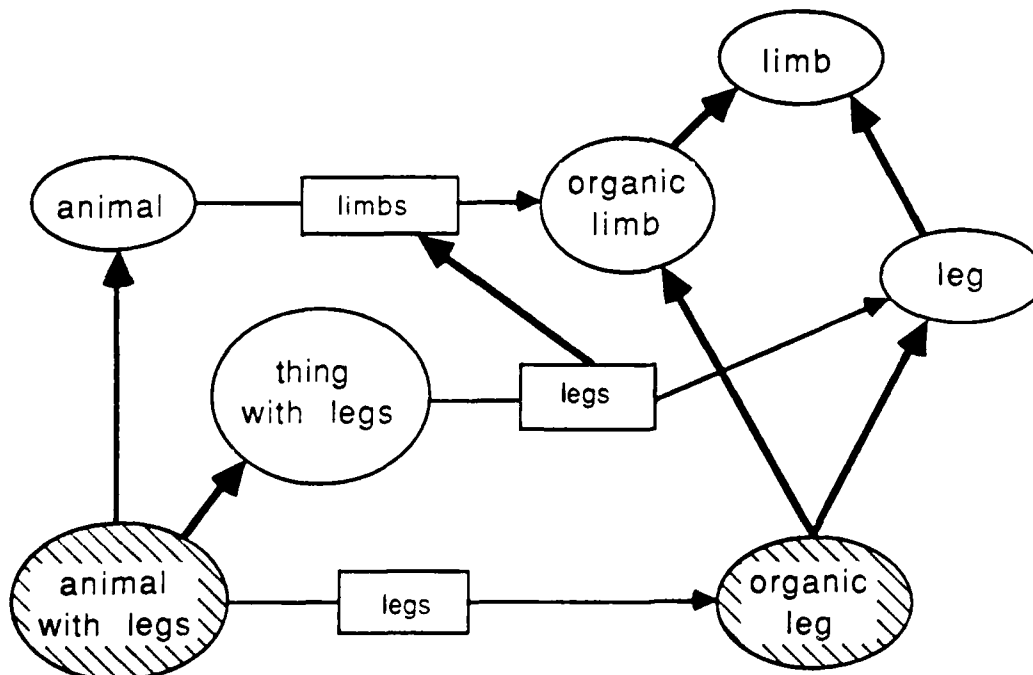 limb
animal
limbs
organic
limb
leg
thing
with legs
legs
animal
with legs
legs
organic
leg